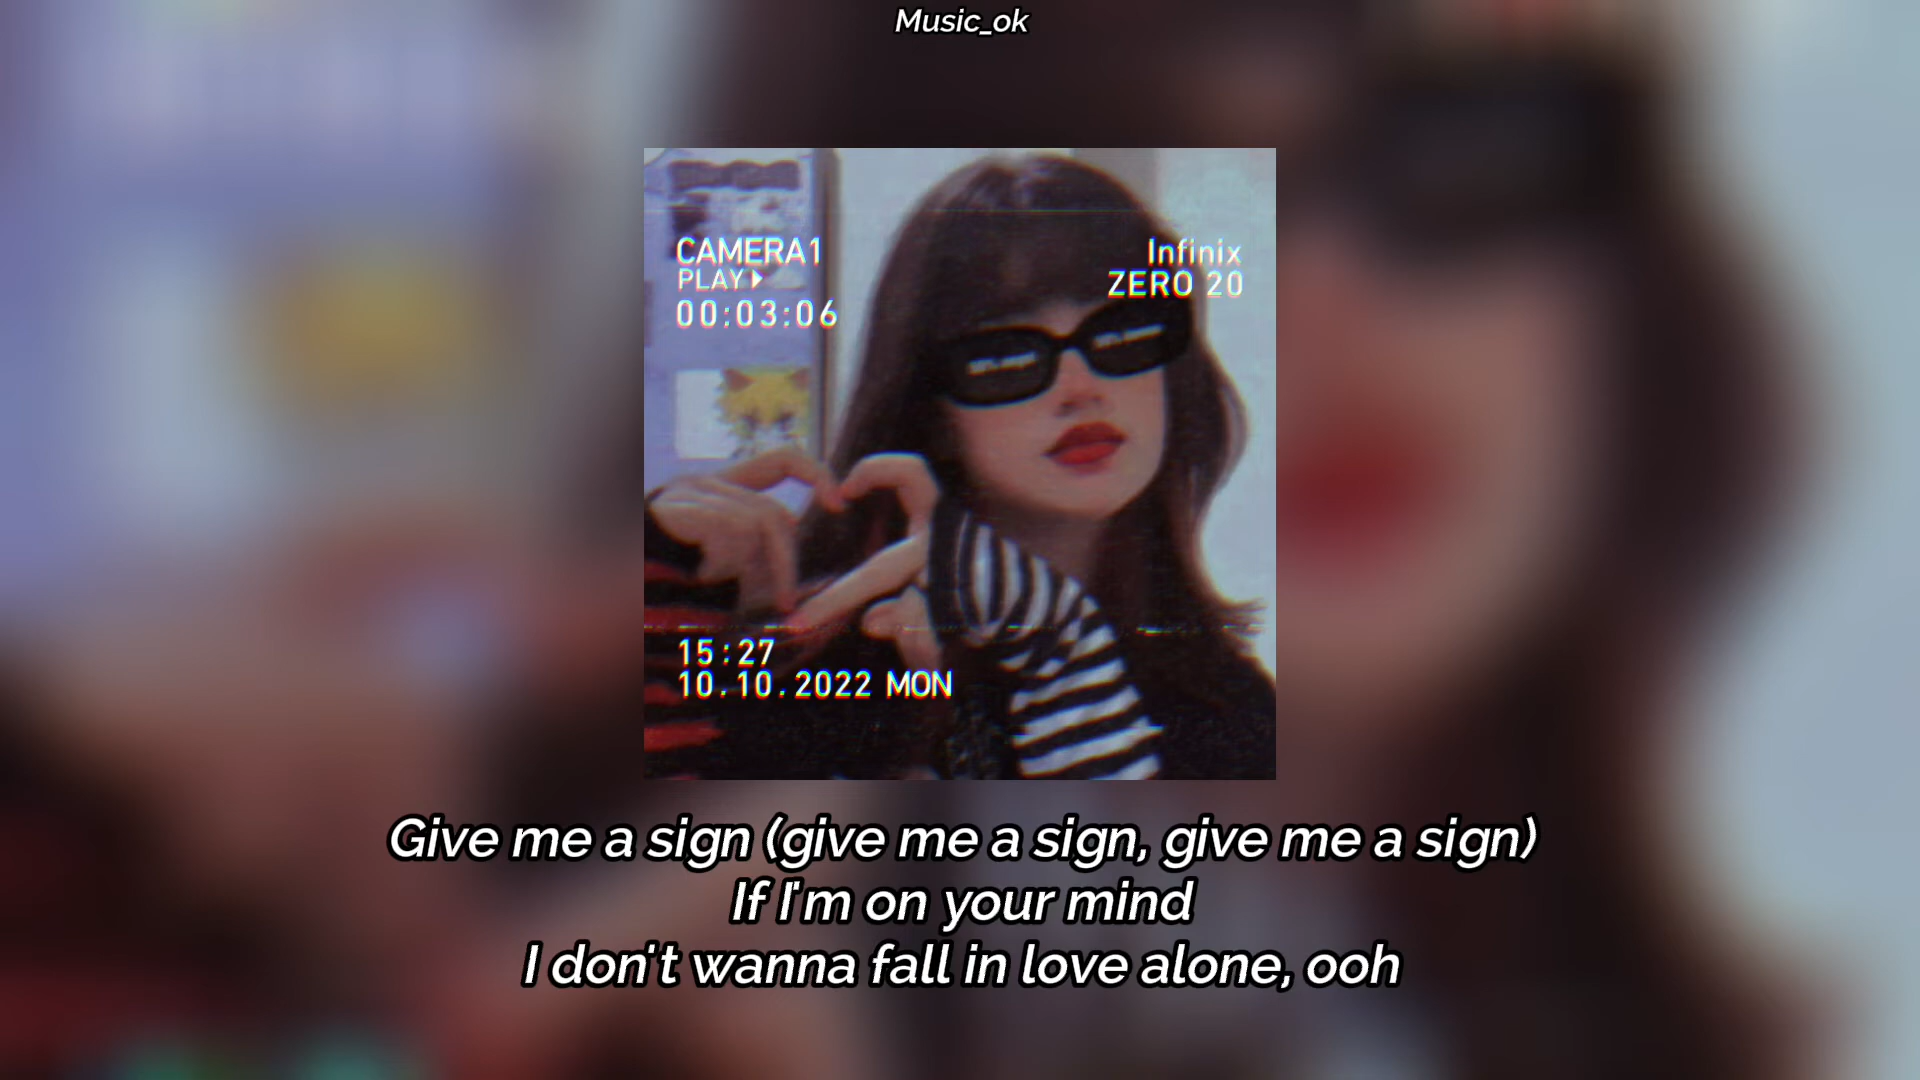 Music_ok
CAMERA1
PLAY
00:03:06
Infinix
ZERO 20
15:27
10.10.2022 MON
Give me a sign (give me a sign, give me a sign)
If I'm on your mind
I don't wanna fall in love alone, ooh